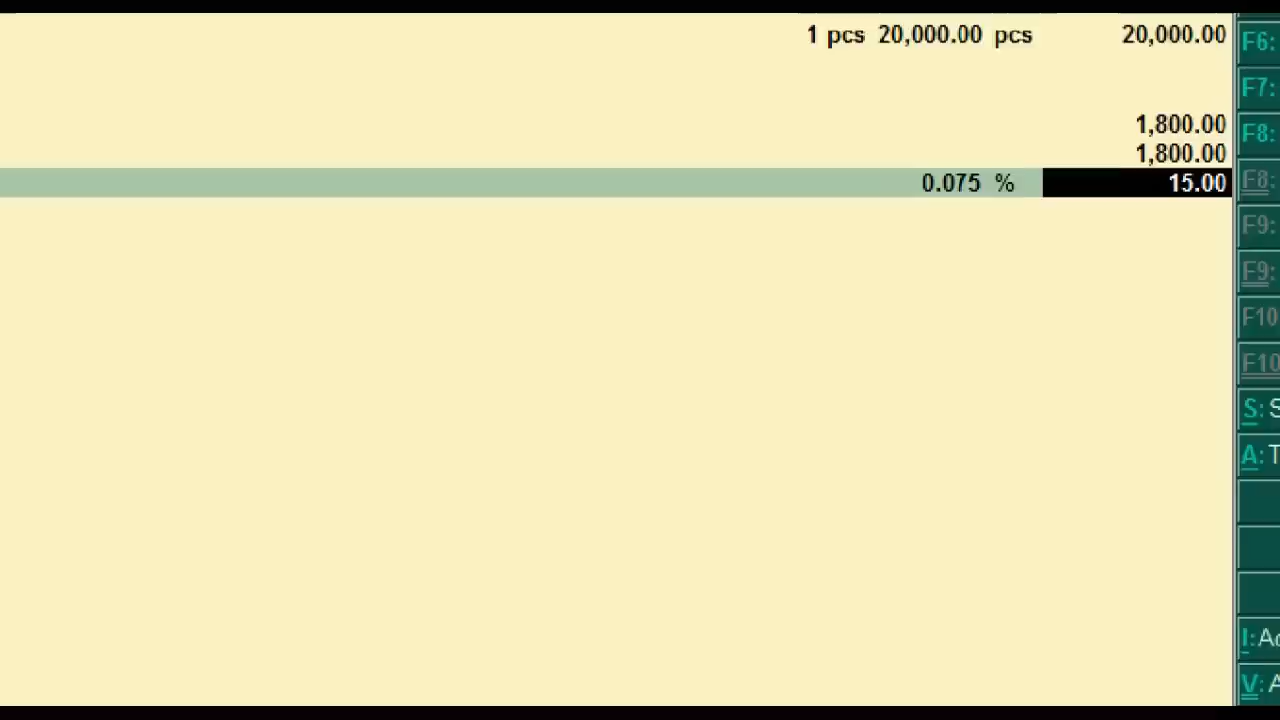 1 pcs 20,000.00 pcs 20,000.00
1,800.00
1,800.00
0.075 % 15.00
F6:
F7:
F8:
F8:
F9:
F9:
F10
F10
S: S
A: T
I: Ac
V: A